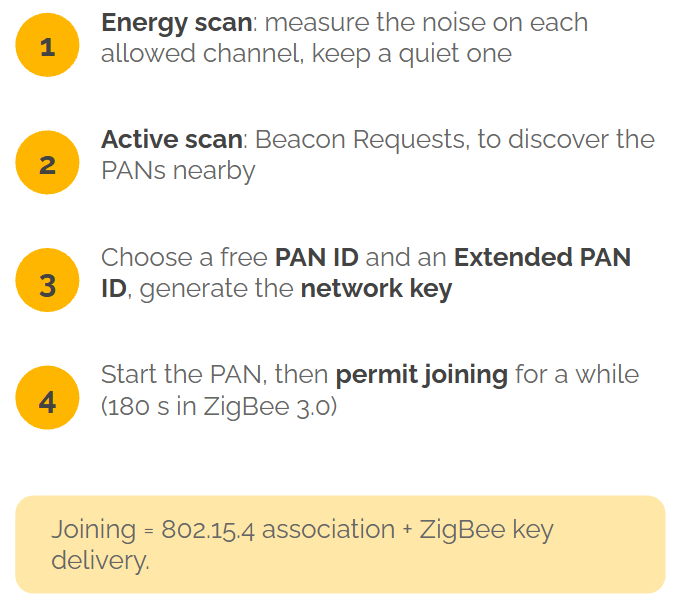 1
Energy scan: measure the noise on each
allowed channel, keep a quiet one
2
Active scan: Beacon Requests, to discover the
PANs nearby
3
Choose a free PAN ID and an Extended PAN
ID, generate the network key
4
Start the PAN, then permit joining for a while
(180 s in ZigBee 3.0)
Joining = 802.15.4 association + ZigBee key
delivery.